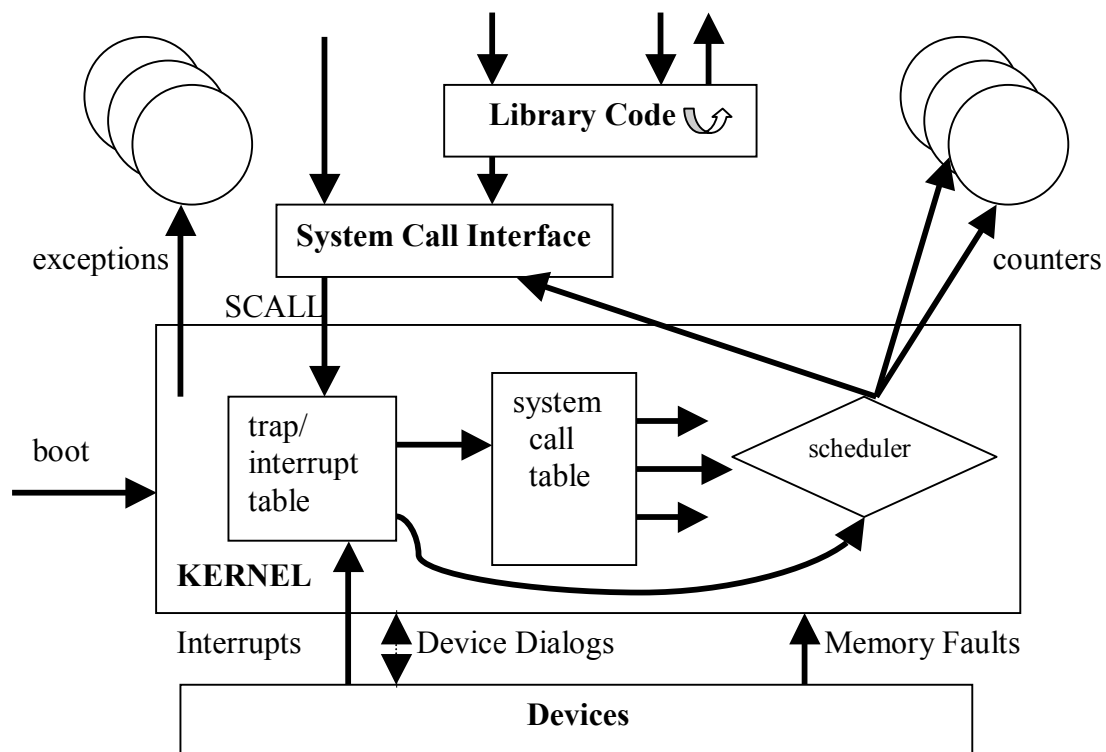 Library Code
System Call Interface
exceptions
counters
SCALL
trap/
interrupt
table
system
call
table
scheduler
boot
KERNEL
Interrupts
Device Dialogs
Memory Faults
Devices